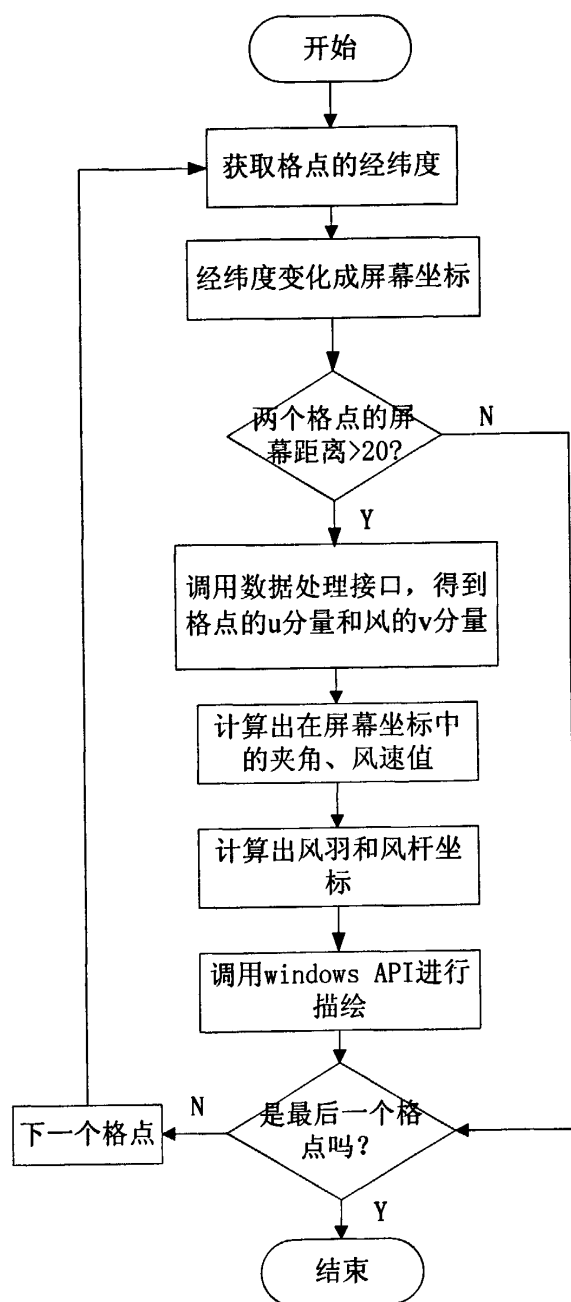 开始
获取格点的经纬度
经纬度变化成屏幕坐标
两个格点的屏
幕距离>20?
N
Y
调用数据处理接口，得到
格点的u分量和风的v分量
计算出在屏幕坐标中
的夹角、风速值
计算出风羽和风杆坐
标
调用windows API进行
描绘
是最后一个格
点吗?
N
下一个格点
Y
结束